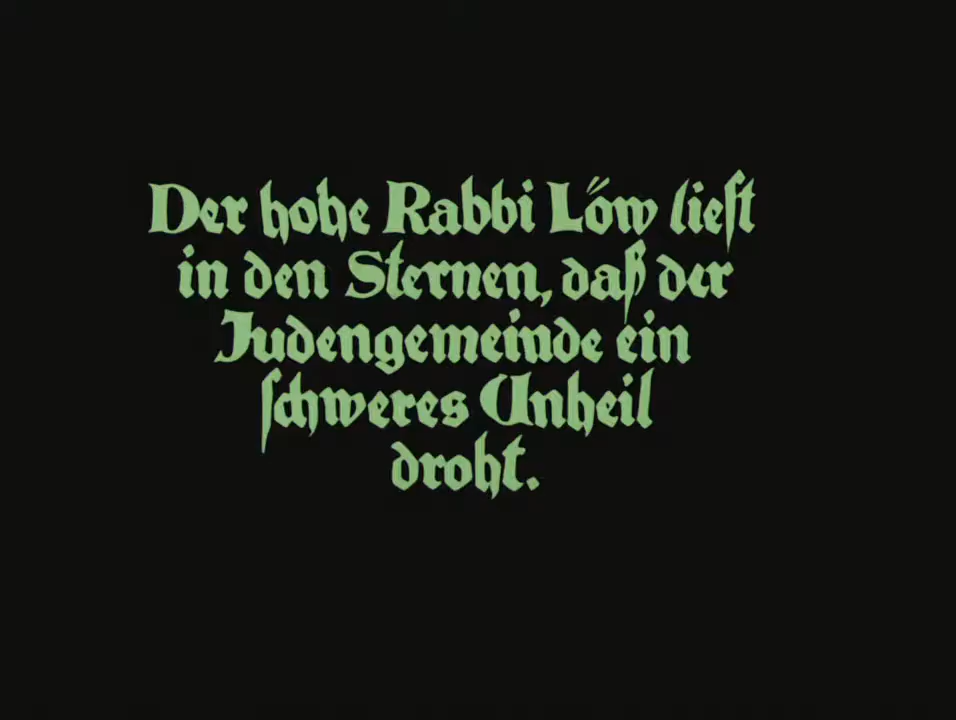 Der hohe Rabbi Löw liest
in den Sternen, daß der
Judengemeinde ein
schweres Unheil
droht.